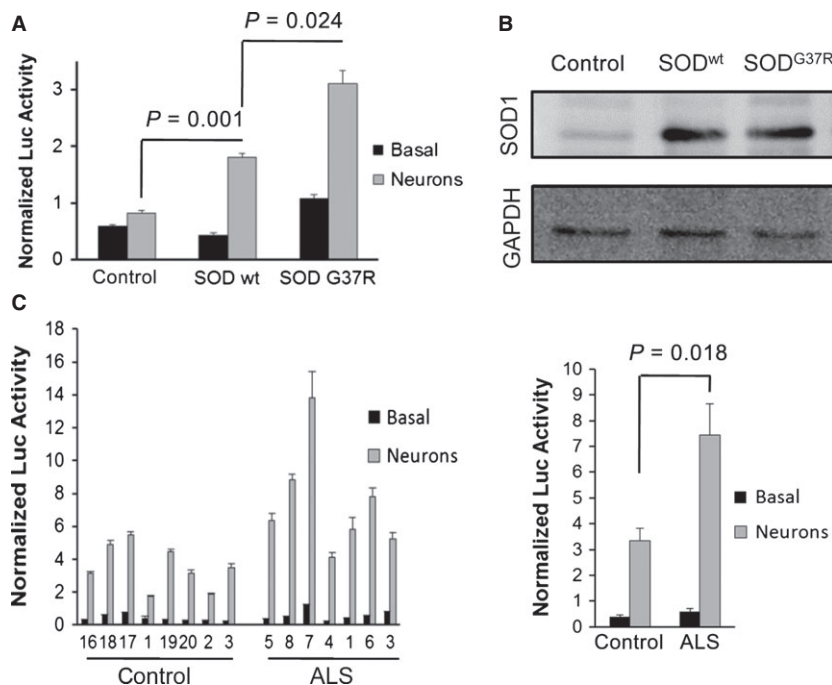 A
P = 0.024
P = 0.001
Normalized Luc Activity
3
2
1
0
Basal
Neurons
Control SOD wt SOD G37R
B
Control SODwt SODG37R
SOD1
GAPDH
C
Normalized Luc Activity
18
16
14
12
10
8
6
4
2
0
Basal
Neurons
16 18 17 1 19 20 2 3 5 8 7 4 1 6 3
Control ALS
P = 0.018
Normalized Luc Activity
10
9
8
7
6
5
4
3
2
1
0
Basal
Neurons
Control ALS